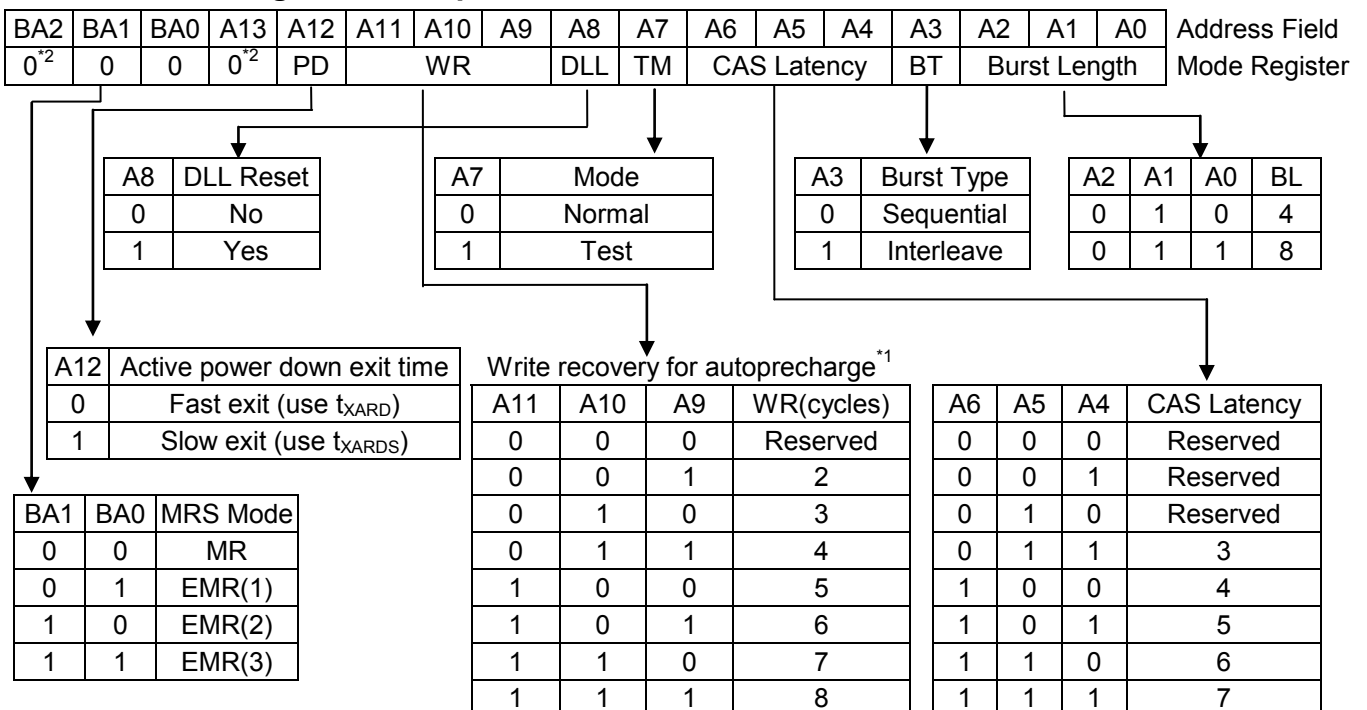 BA2 BA1 BA0 A13 A12 A11 A10 A9 A8 A7 A6 A5 A4 A3 A2 A1 A0 Address Field
0*2 0 0 0*2 PD WR DLL TM CAS Latency BT Burst Length Mode Register
A8 DLL Reset
0 No
1 Yes
A7 Mode
0 Normal
1 Test
A3 Burst Type
0 Sequential
1 Interleave
A2 A1 A0 BL
0 1 0 4
0 1 1 8
A12 Active power down exit time
0 Fast exit (use tXARD)
1 Slow exit (use tXARDS)
BA1 BA0 MRS Mode
0 0 MR
0 1 EMR(1)
1 0 EMR(2)
1 1 EMR(3)
Write recovery for autoprecharge*1
A11 A10 A9 WR(cycles)
0 0 0 Reserved
0 0 1 2
0 1 0 3
0 1 1 4
1 0 0 5
1 0 1 6
1 1 0 7
1 1 1 8
A6 A5 A4 CAS Latency
0 0 0 Reserved
0 0 1 Reserved
0 1 0 Reserved
0 1 1 3
1 0 0 4
1 0 1 5
1 1 0 6
1 1 1 7